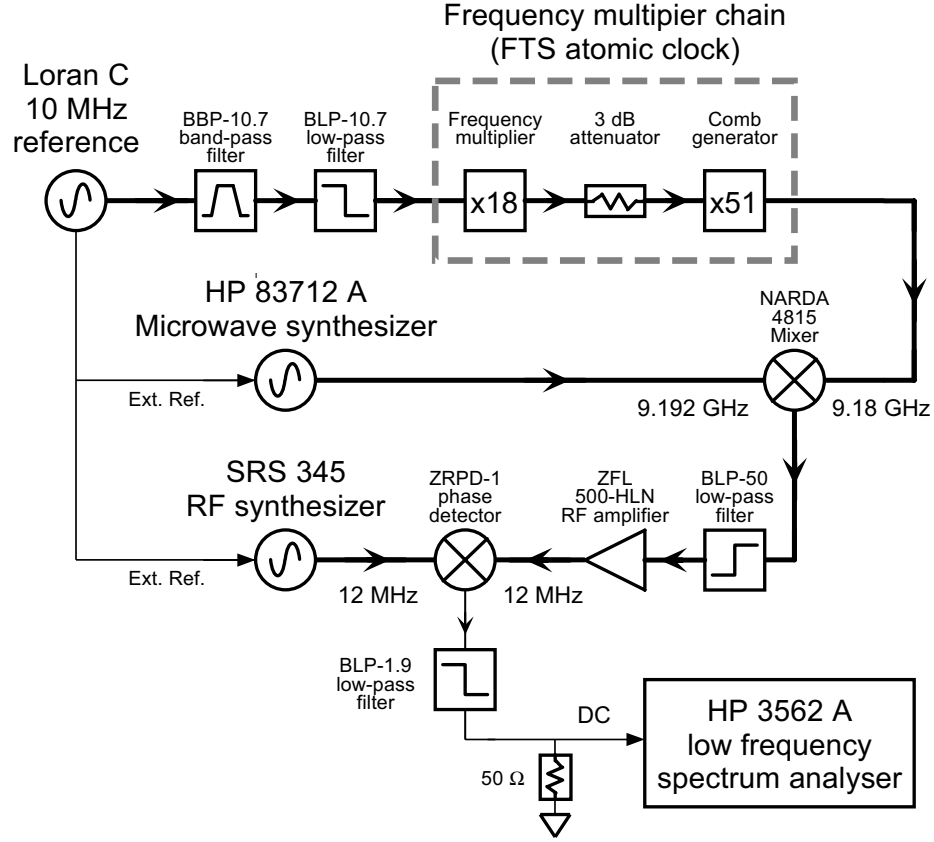 Frequency multipier chain
(FTS atomic clock)
Loran C
10 MHz
reference
BBP-10.7
band-pass
filter
BLP-10.7
low-pass
filter
Frequency
multiplier
3 dB
attenuator
Comb
generator
x18
x51
HP 83712 A
Microwave synthesizer
NARDA
4815
Mixer
Ext. Ref.
9.192 GHz
9.18 GHz
SRS 345
RF synthesizer
ZRPD-1
phase
detector
ZFL
500-HLN
RF amplifier
BLP-50
low-pass
filter
Ext. Ref.
12 MHz
12 MHz
BLP-1.9
low-pass
filter
DC
50 Ω
HP 3562 A
low frequency
spectrum analyser